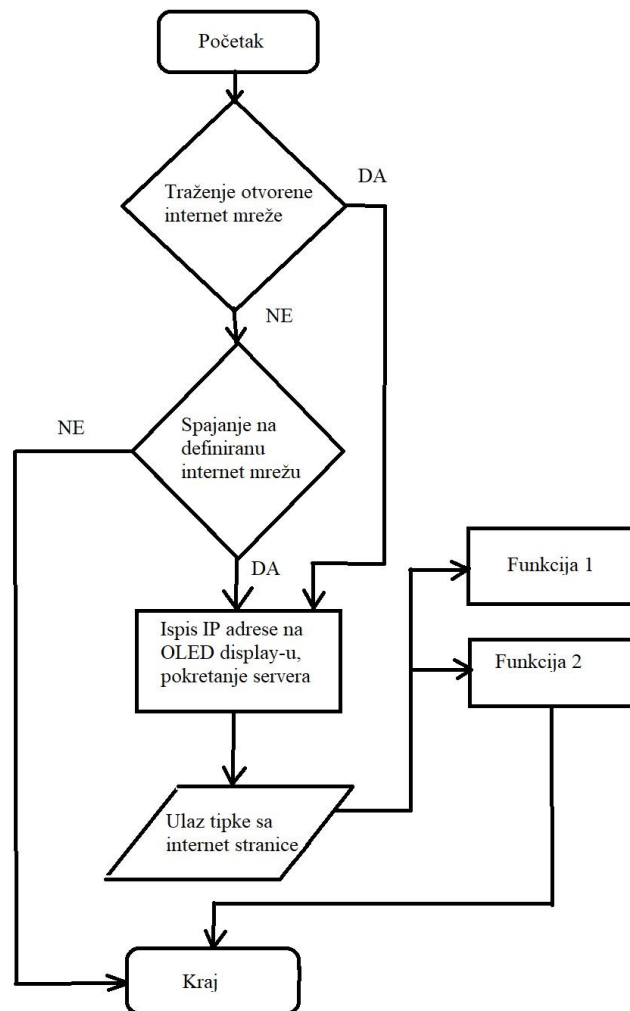 Početak
Traženje otvorene
internet mreže
DA
NE
Spajanje na
definiranu
internet mrežu
NE
DA
Ispis IP adrese na
OLED display-u,
pokretanje servera
Funkcija 1
Funkcija 2
Ulaz tipke sa
internet stranice
Kraj